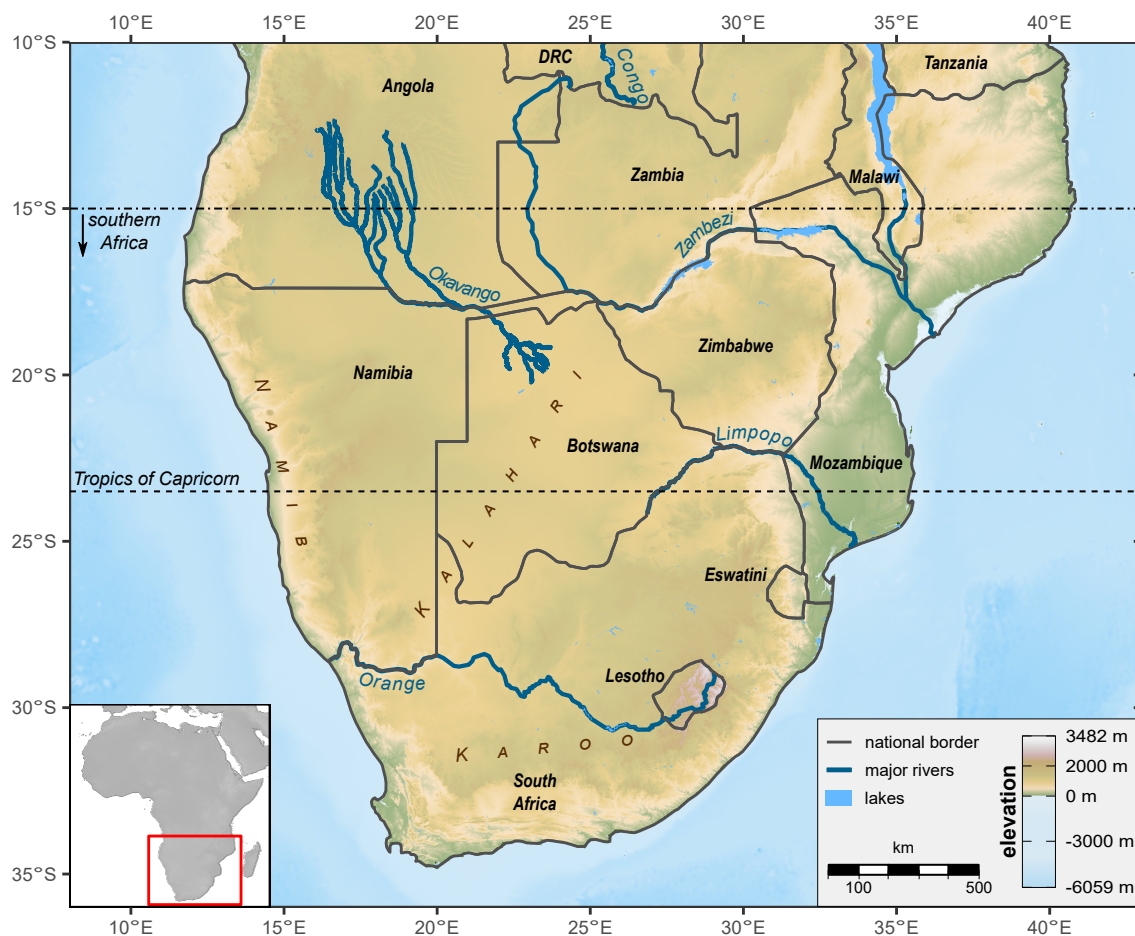 10°E 15°E 20°E 25°E 30°E 35°E 40°E
10°S
DRC
Congo
Tanzania
Angola
Zambia
Malawi
15°S
southern
Africa
Zambezi
Okavango
Zimbabwe
20°S
Namibia
NAMIB
KALAHARI
Botswana
Limpopo
Mozambique
Tropics of Capricorn
25°S
Eswatini
Lesotho
Orange
30°S
KAROO
South
Africa
35°S
national border
major rivers
lakes
km
100 500
elevation
3482 m
2000 m
0 m
-3000 m
-6059 m
10°E 15°E 20°E 25°E 30°E 35°E 40°E